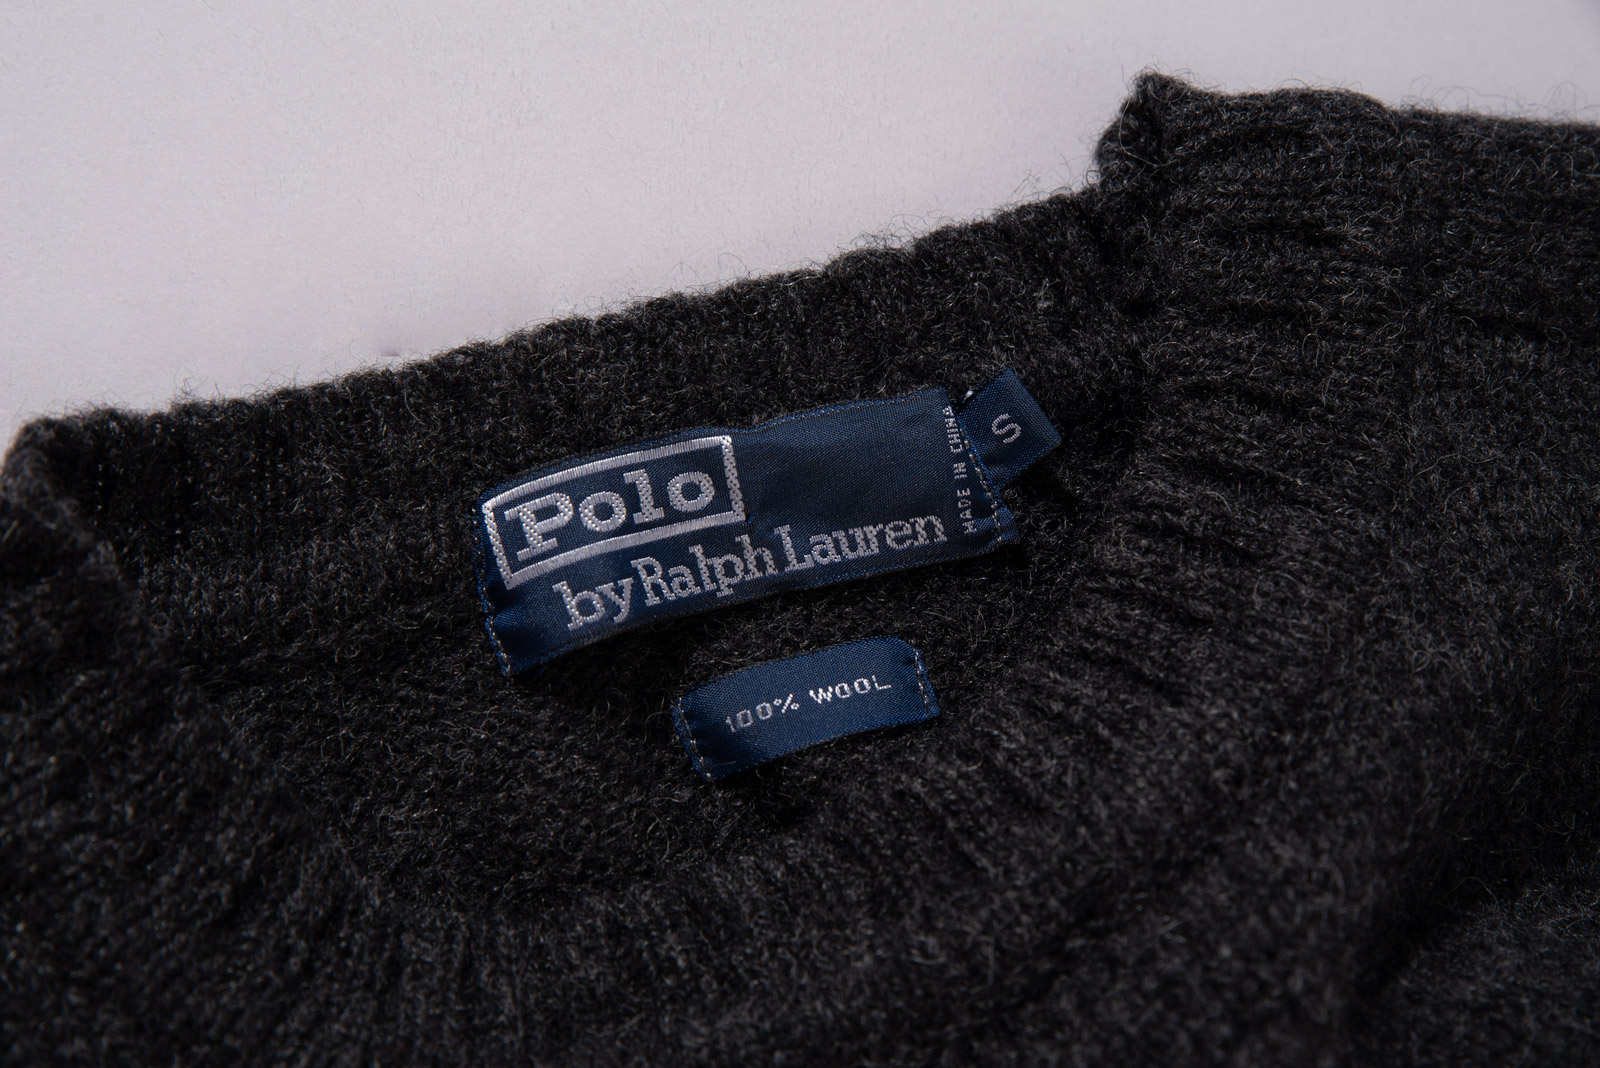 Polo
by Ralph Lauren
MADE IN CHINA
S
100% WOOL